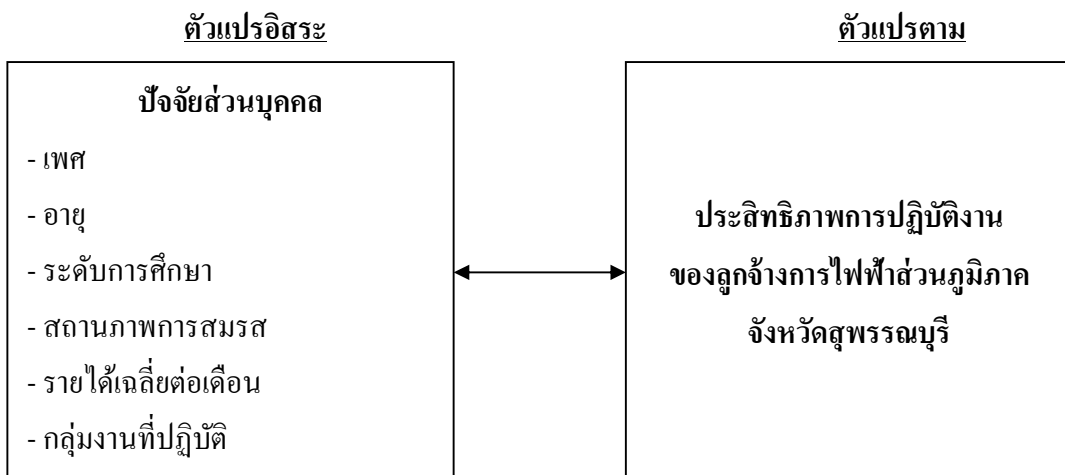 ตัวแปรอิสระ
ปัจจัยส่วนบุคคล
- เพศ
- อายุ
- ระดับการศึกษา
- สถานภาพการสมรส
- รายได้เฉลี่ยต่อเดือน
- กลุ่มงานที่ปฏิบัติ
ตัวแปรตาม
ประสิทธิภาพการปฏิบัติงาน
ของลูกจ้างการไฟฟ้าส่วนภูมิภาค
จังหวัดสุพรรณบุรี